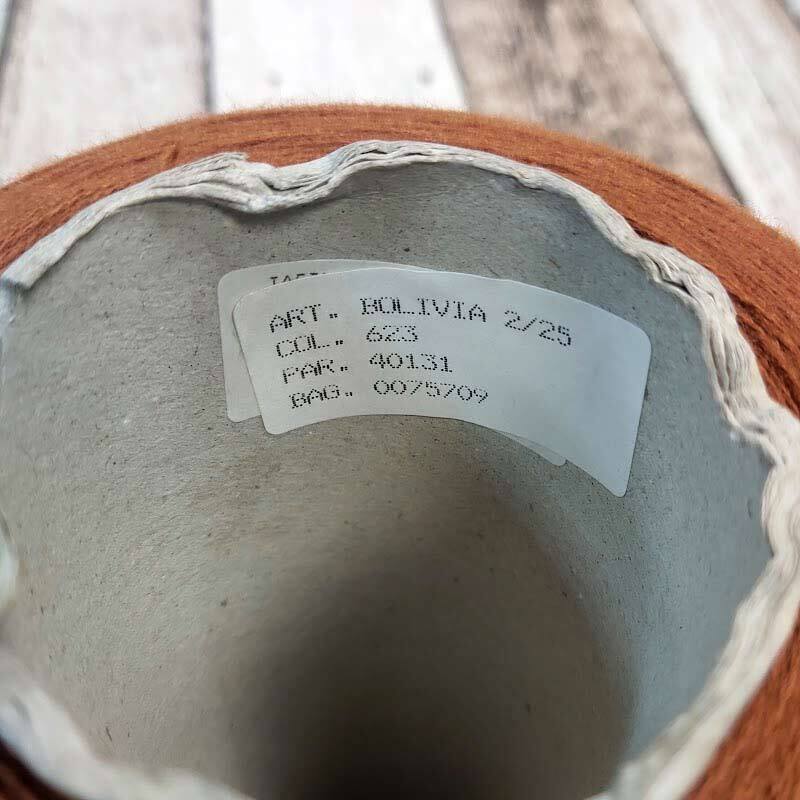 ART. BOLIVIA 2/25
COL. 623
PAR. 40131
BAG. 0075709